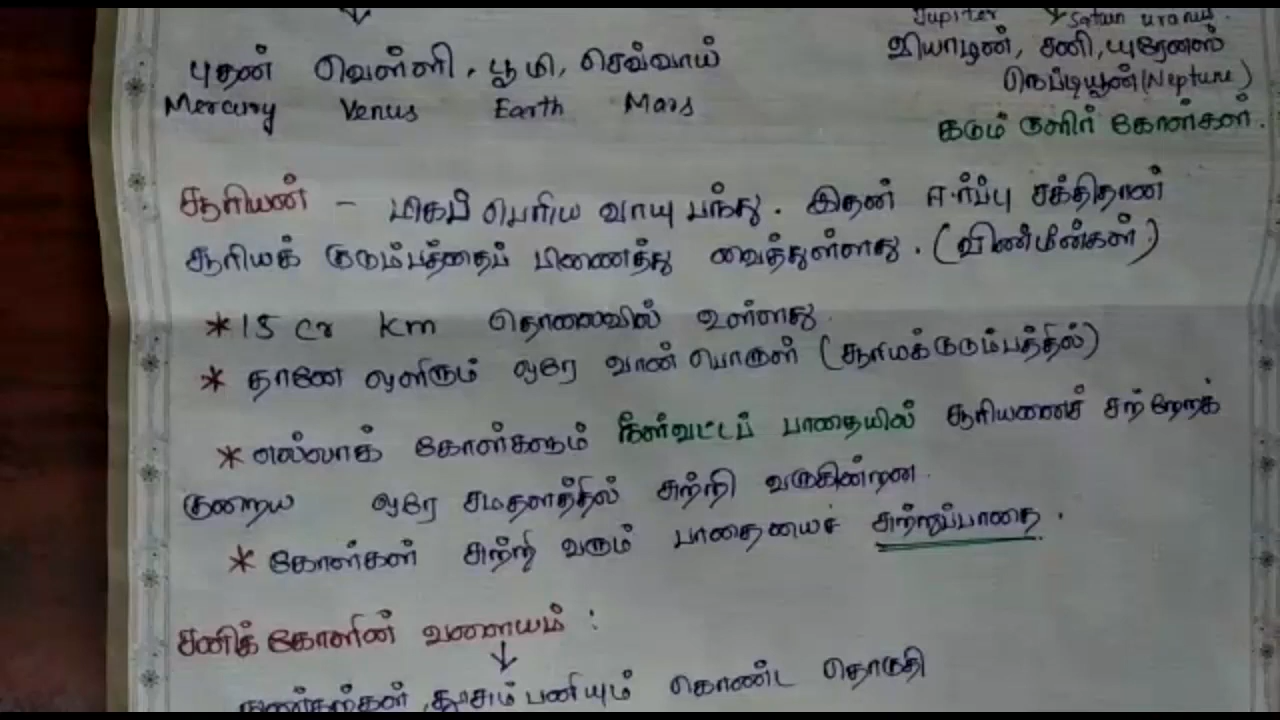 Jupiter Saturn Uranus.
புதன் வெள்ளி, பூமி, செவ்வாய்
வியாழன், சனி, யுரேனஸ்
Mercury Venus Earth Mars
நெப்டியூன் (Neptune)
கடும் குளிர் கோள்கள்.
சூரியன் - மிகப் பெரிய வாயு பந்து. இதன் ஈர்ப்பு சக்திதான்
சூரியக் குடும்பத்தைப் பிணைத்து வைத்துள்ளது. (விண்மீன்கள்)
* 15 Cr km தொலைவில் உள்ளது.
* தானே ஒளிரும் ஒரே வான் பொருள் (சூரியக்குடும்பத்தில்)
* எல்லாக் கோள்களும் நீள்வட்டப் பாதையில் சூரியனைச் சற்றேறக்
குறைய ஒரே சமதளத்தில் சுற்றி வருகின்றன.
* கோள்கள் சுற்றி வரும் பாதையைச் சுற்றுப்பாதை.
சனிக் கோளின் வளையம் :
கொண்ட தொகுதி